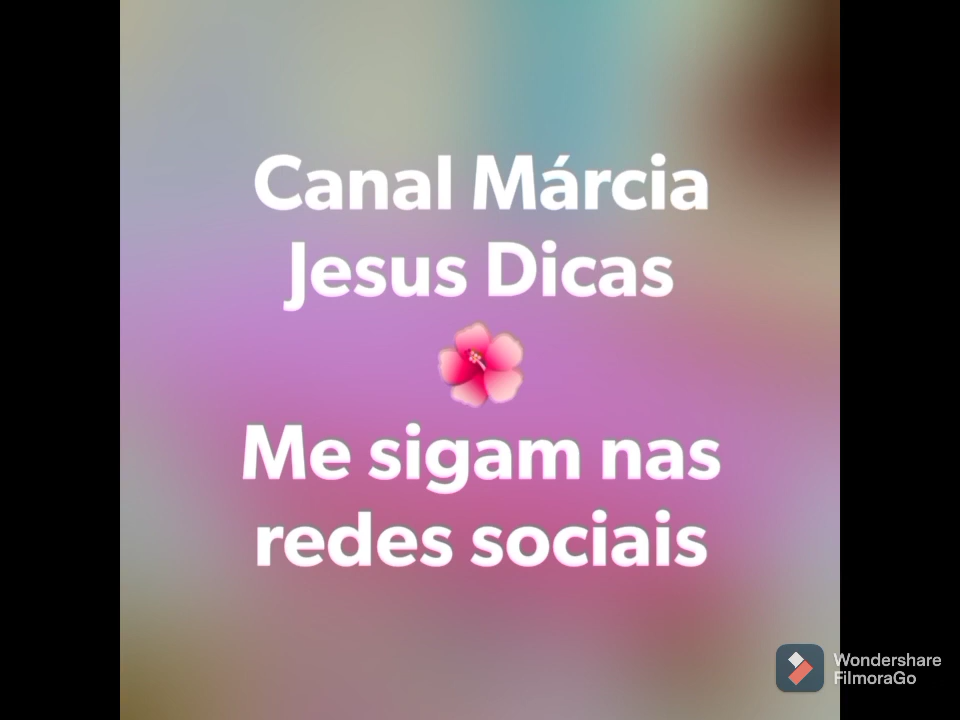 Canal Márcia
Jesus Dicas
🌺
Me sigam nas
redes sociais
Wondershare
FilmoraGo